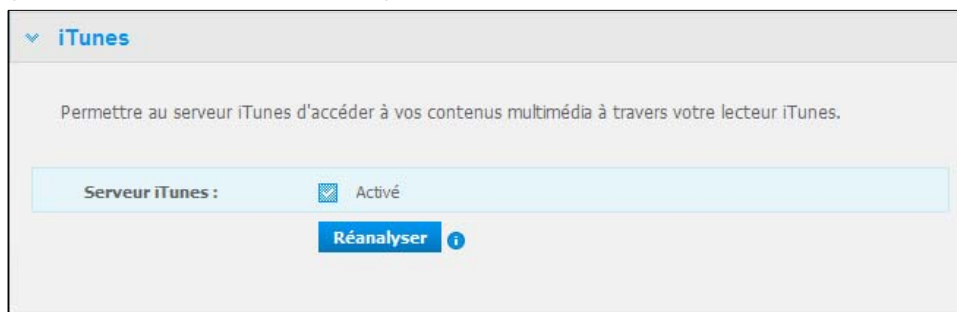 iTunes
Permettre au serveur iTunes d'accéder à vos contenus multimédia à travers votre lecteur iTunes.
Serveur iTunes : Activé
Réanalyser